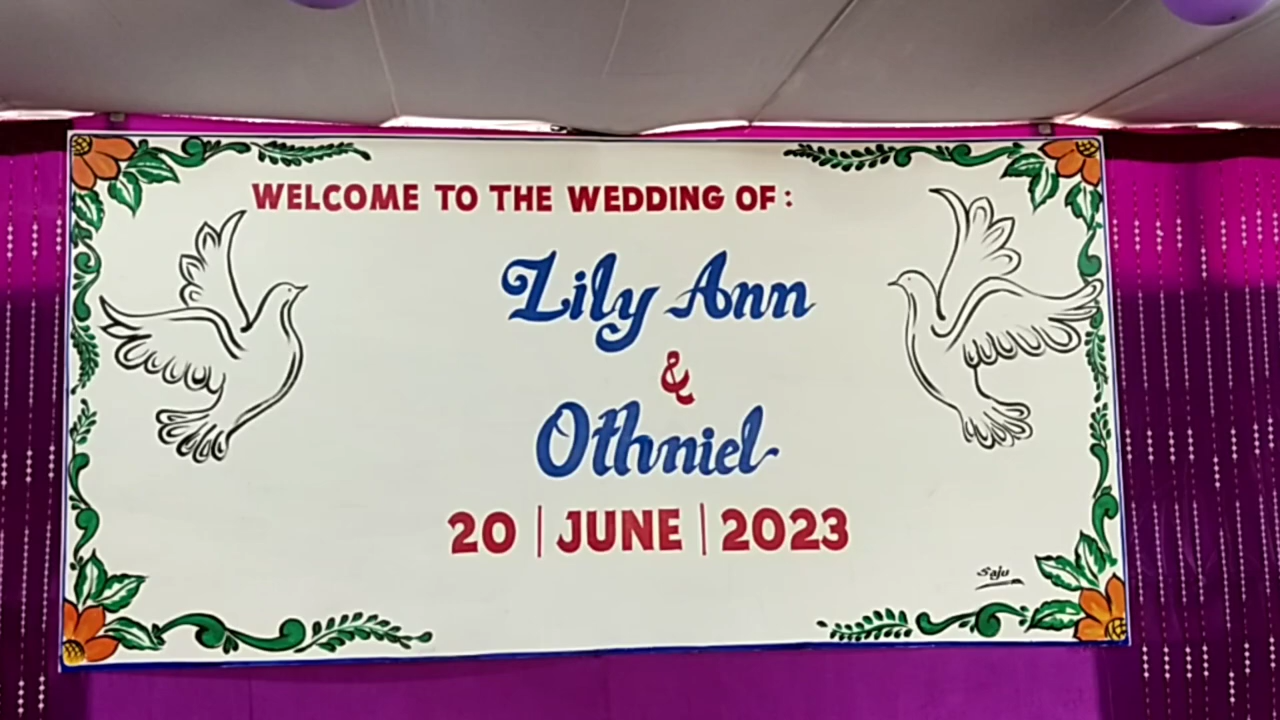 WELCOME TO THE WEDDING OF :
Lily Ann
&
Othniel
20 | JUNE | 2023
Saju